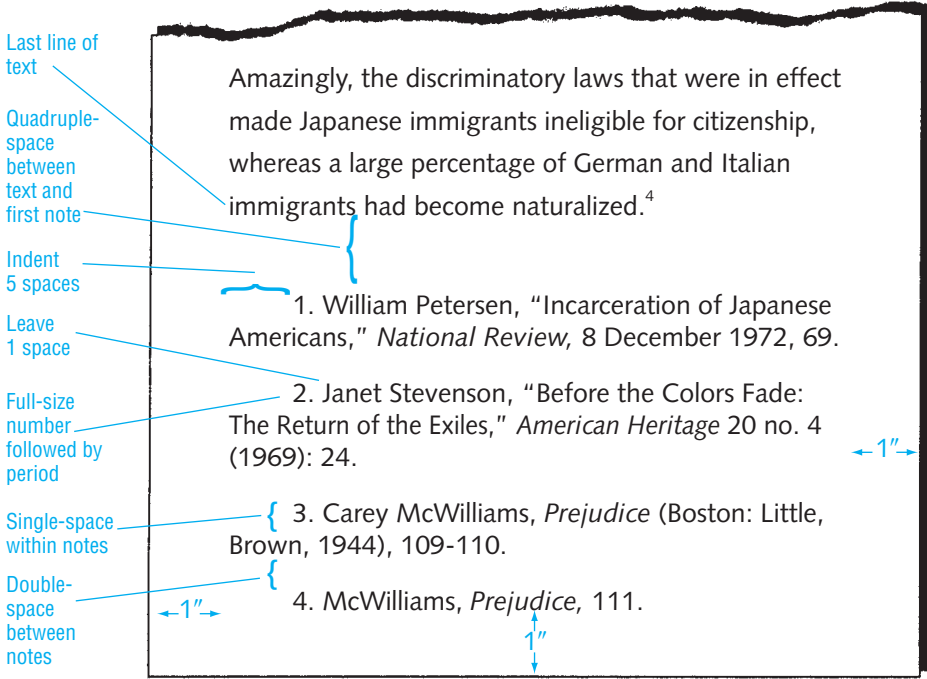 Last line of
text
Quadruple-
space
between
text and
first note
Indent
5 spaces
Leave
1 space
Full-size
number
followed by
period
Single-space
within notes
Double-
space
between
notes
Amazingly, the discriminatory laws that were in effect
made Japanese immigrants ineligible for citizenship,
whereas a large percentage of German and Italian
immigrants had become naturalized.⁴
1. William Petersen, “Incarceration of Japanese
Americans,” National Review, 8 December 1972, 69.
2. Janet Stevenson, “Before the Colors Fade:
The Return of the Exiles,” American Heritage 20 no. 4
(1969): 24.
3. Carey McWilliams, Prejudice (Boston: Little,
Brown, 1944), 109-110.
4. McWilliams, Prejudice, 111.
1″
1″
1″